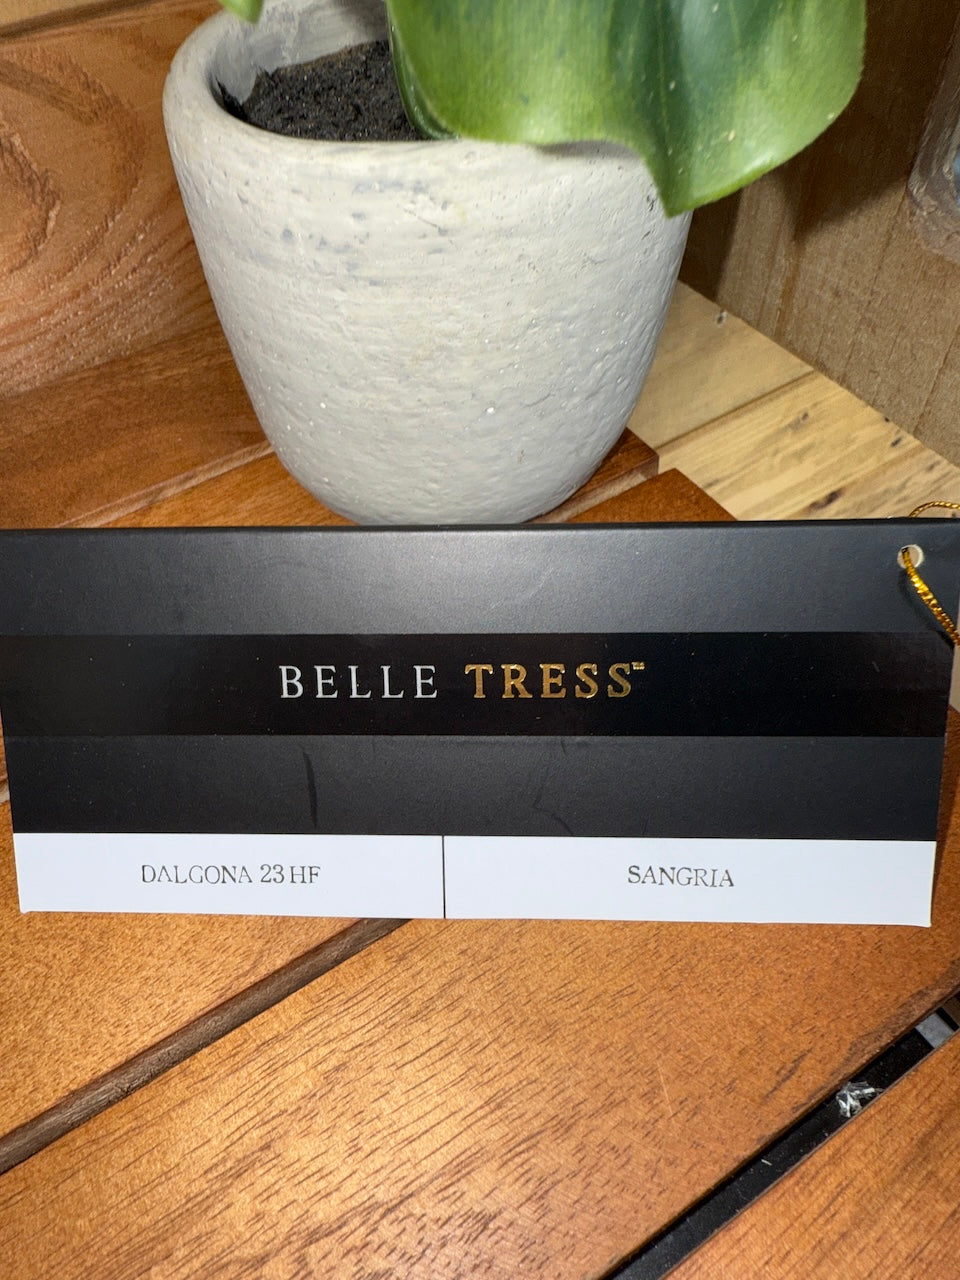 BELLE TRESS™
DALGONA 23 HF
SANGRIA